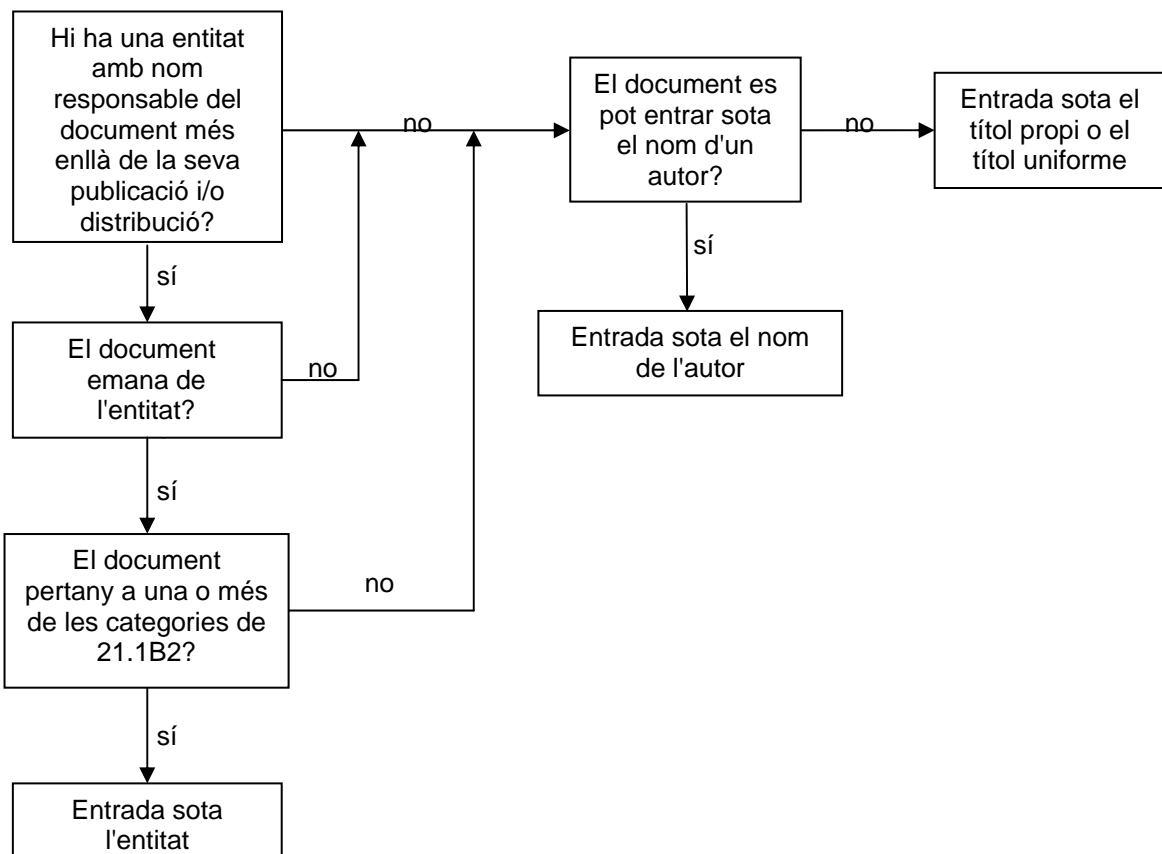 Hi ha una entitat
amb nom
responsable del
document més
enllà de la seva
publicació i/o
distribució?
no
El document es
pot entrar sota
el nom d'un
autor?
no
Entrada sota el
títol propi o el
títol uniforme
sí
sí
Entrada sota el nom
de l'autor
El document
emana de
l'entitat?
no
sí
El document
pertany a una o més
de les categories de
21.1B2?
no
sí
Entrada sota
l'entitat